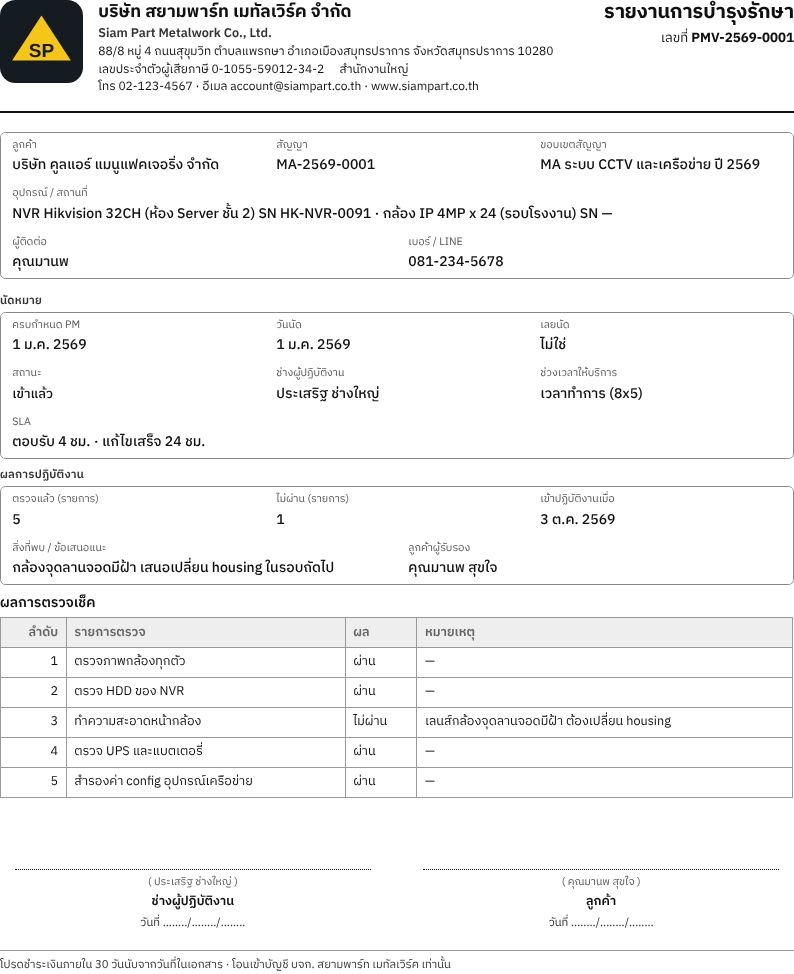 SP
บริษัท สยามพาร์ท เมทัลเวิร์ค จำกัด
Siam Part Metalwork Co., Ltd.
88/8 หมู่ 4 ถนนสุขุมวิท ตำบลแพรกษา อำเภอเมืองสมุทรปราการ จังหวัดสมุทรปราการ 10280
เลขประจำตัวผู้เสียภาษี 0-1055-59012-34-2 สำนักงานใหญ่
โทร 02-123-4567 · อีเมล account@siampart.co.th · www.siampart.co.th
รายงานการบำรุงรักษา
เลขที่ PMV-2569-0001
ลูกค้า สัญญา ขอบเขตสัญญา
บริษัท คูลแอร์ แมนูแฟคเจอริ่ง จำกัด MA-2569-0001 MA ระบบ CCTV และเครือข่าย ปี 2569
อุปกรณ์ / สถานที่
NVR Hikvision 32CH (ห้อง Server ชั้น 2) SN HK-NVR-0091 · กล้อง IP 4MP x 24 (รอบโรงงาน) SN —
ผู้ติดต่อ เบอร์ / LINE
คุณมานพ 081-234-5678
นัดหมาย
ครบกำหนด PM วันนัด เลยนัด
1 ม.ค. 2569 1 ม.ค. 2569 ไม่ใช่
สถานะ ช่างผู้ปฏิบัติงาน ช่วงเวลาให้บริการ
เข้าแล้ว ประเสริฐ ช่างใหญ่ เวลาทำการ (8x5)
SLA
ตอบรับ 4 ชม. · แก้ไขเสร็จ 24 ชม.
ผลการปฏิบัติงาน
ตรวจแล้ว (รายการ) ไม่ผ่าน (รายการ) เข้าปฏิบัติงานเมื่อ
5 1 3 ต.ค. 2569
สิ่งที่พบ / ข้อเสนอแนะ ลูกค้าผู้รับรอง
กล้องจุดลานจอดมีฝ้า เสนอเปลี่ยน housing ในรอบถัดไป คุณมานพ สุขใจ
ผลการตรวจเช็ค
ลำดับ รายการตรวจ ผล หมายเหตุ
1 ตรวจภาพกล้องทุกตัว ผ่าน —
2 ตรวจ HDD ของ NVR ผ่าน —
3 ทำความสะอาดหน้ากล้อง ไม่ผ่าน เลนส์กล้องจุดลานจอดมีฝ้า ต้องเปลี่ยน housing
4 ตรวจ UPS และแบตเตอรี่ ผ่าน —
5 สำรองค่า config อุปกรณ์เครือข่าย ผ่าน —
( ประเสริฐ ช่างใหญ่ ) ( คุณมานพ สุขใจ )
ช่างผู้ปฏิบัติงาน ลูกค้า
วันที่ ......../......../........ วันที่ ......../......../........
โปรดชำระเงินภายใน 30 วันนับจากวันที่ในเอกสาร · โอนเข้าบัญชี บจก. สยามพาร์ท เมทัลเวิร์ค เท่านั้น